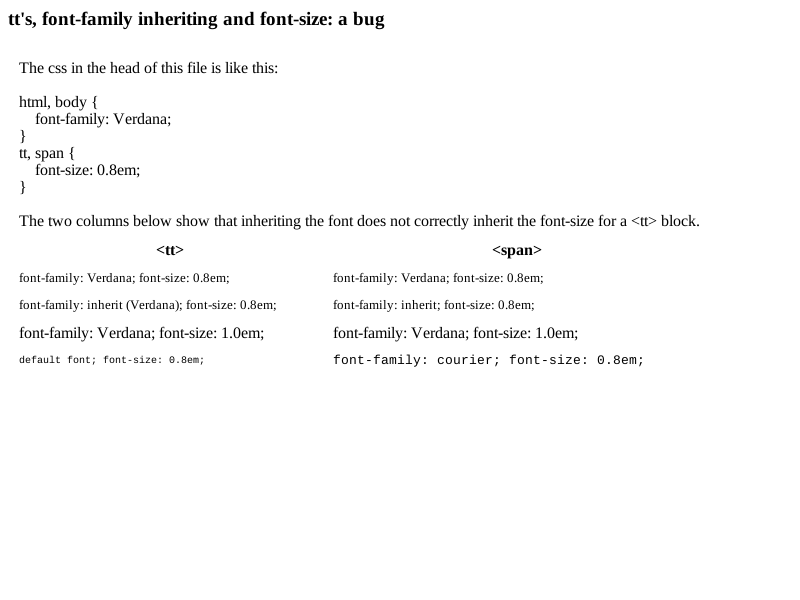 tt's, font-family inheriting and font-size: a bug
The css in the head of this file is like this:
html, body {
    font-family: Verdana;
}
tt, span {
    font-size: 0.8em;
}
The two columns below show that inheriting the font does not correctly inherit the font-size for a <tt> block.
<tt> <span>
font-family: Verdana; font-size: 0.8em; font-family: Verdana; font-size: 0.8em;
font-family: inherit (Verdana); font-size: 0.8em; font-family: inherit; font-size: 0.8em;
font-family: Verdana; font-size: 1.0em; font-family: Verdana; font-size: 1.0em;
default font; font-size: 0.8em; font-family: courier; font-size: 0.8em;